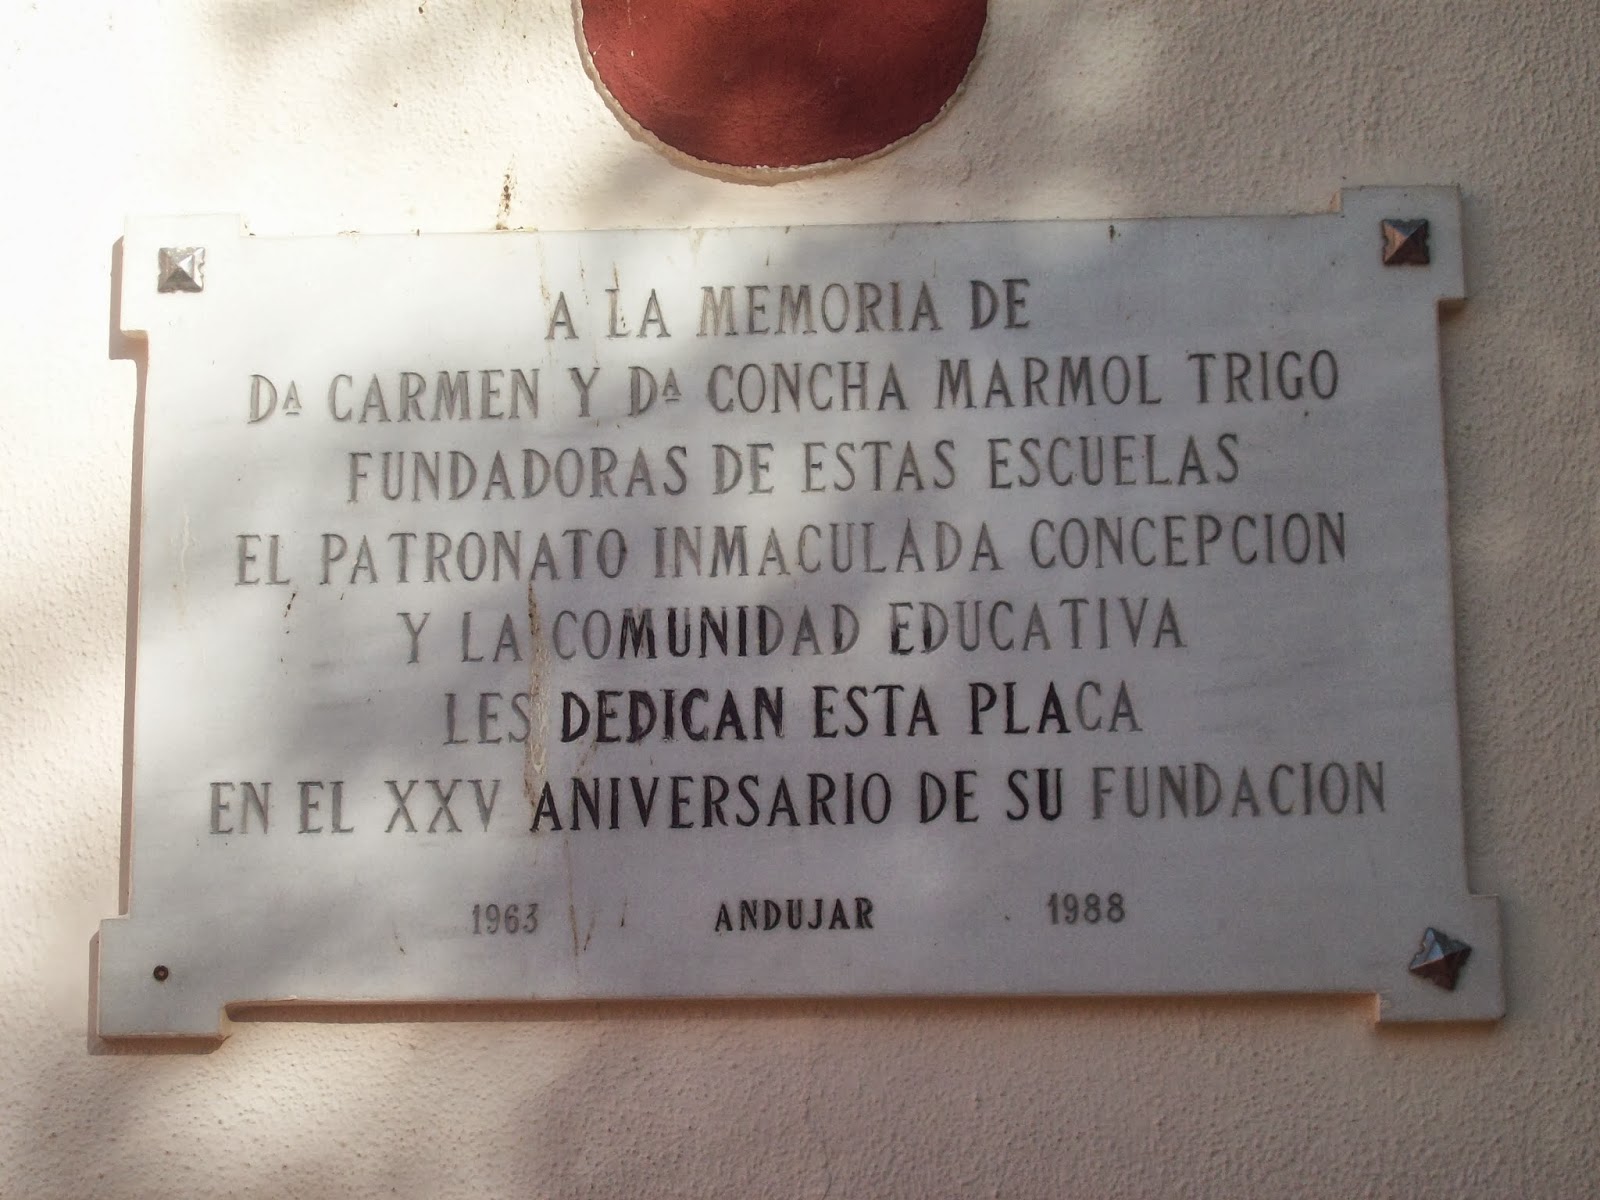 A LA MEMORIA DE
Dª CARMEN Y Dª CONCHA MARMOL TRIGO
FUNDADORAS DE ESTAS ESCUELAS
EL PATRONATO INMACULADA CONCEPCION
Y LA COMUNIDAD EDUCATIVA
LES DEDICAN ESTA PLACA
EN EL XXV ANIVERSARIO DE SU FUNDACION
1963 ANDUJAR 1988